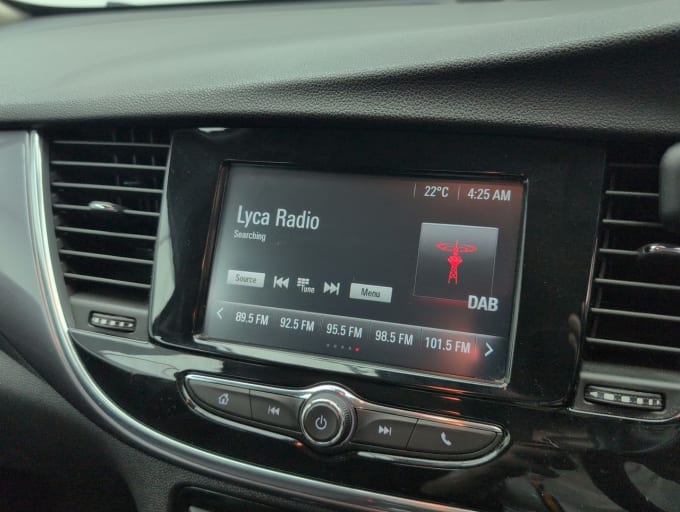 22°C 4:25 AM
Lyca Radio
Searching
DAB
Source Tune Menu
89.5 FM 92.5 FM 95.5 FM 98.5 FM 101.5 FM